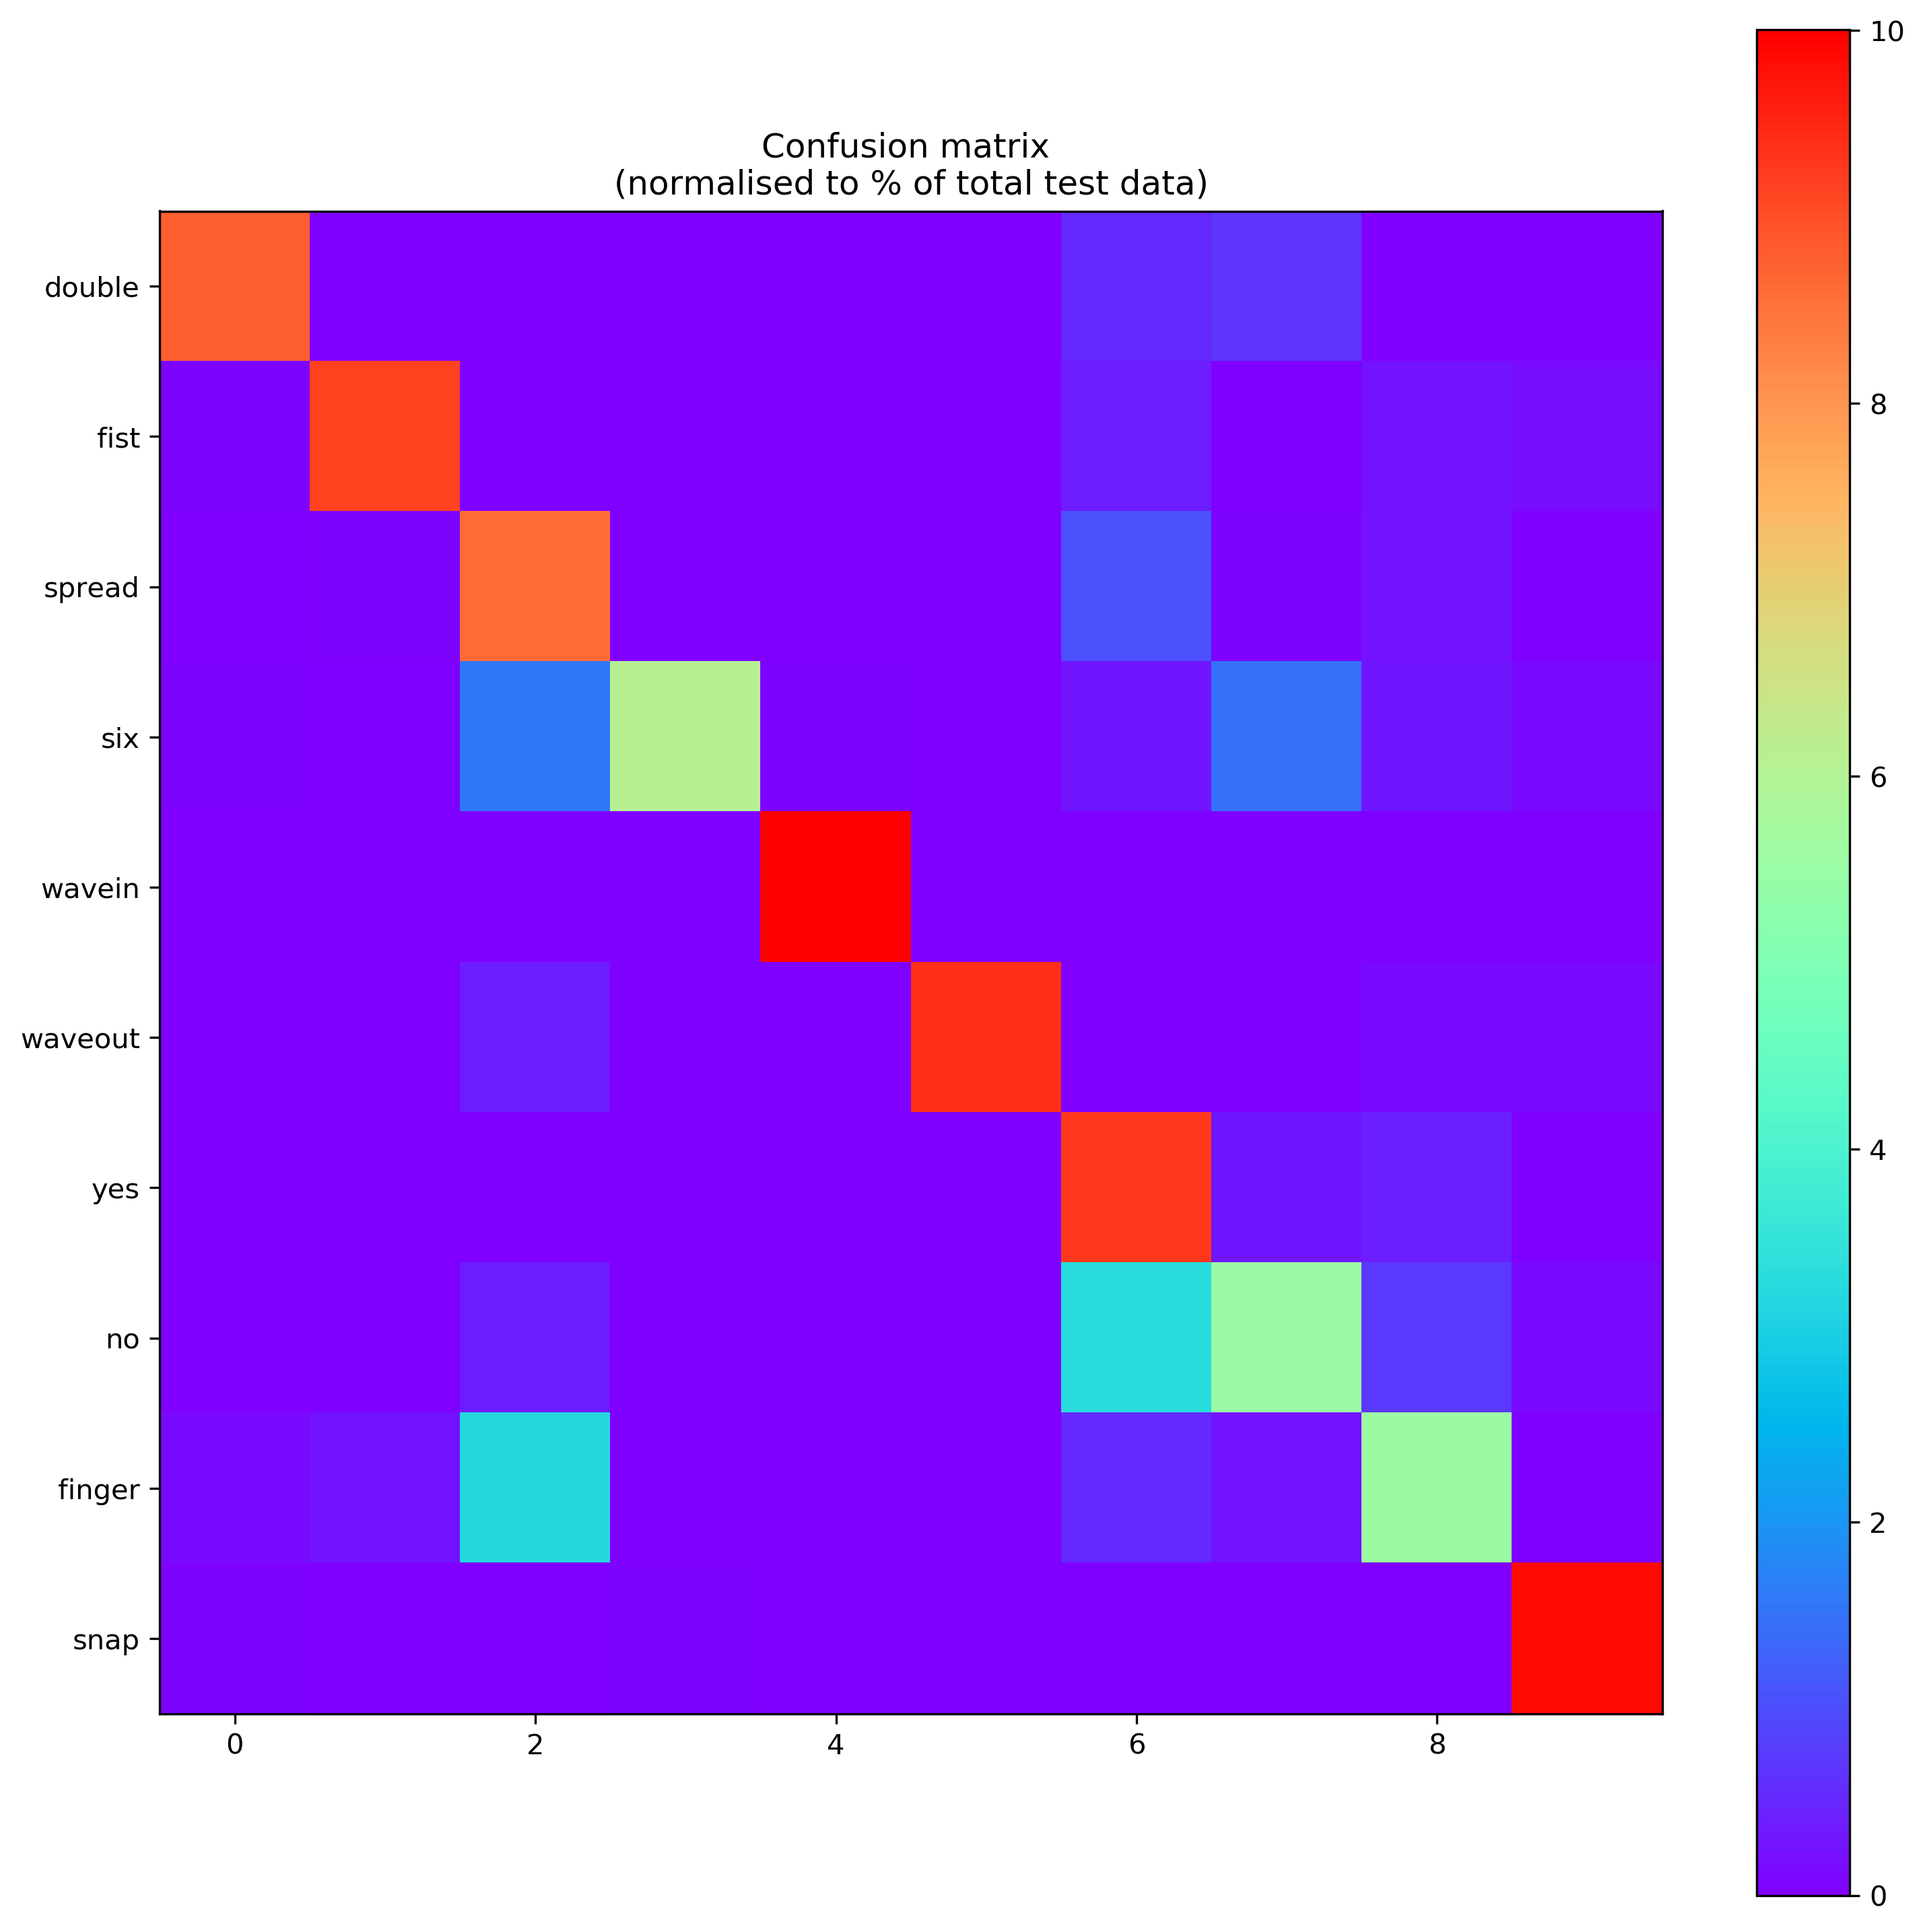 Confusion matrix
(normalised to % of total test data)
double
fist
spread
six
wavein
waveout
yes
no
finger
snap
0 2 4 6 8
10
8
6
4
2
0